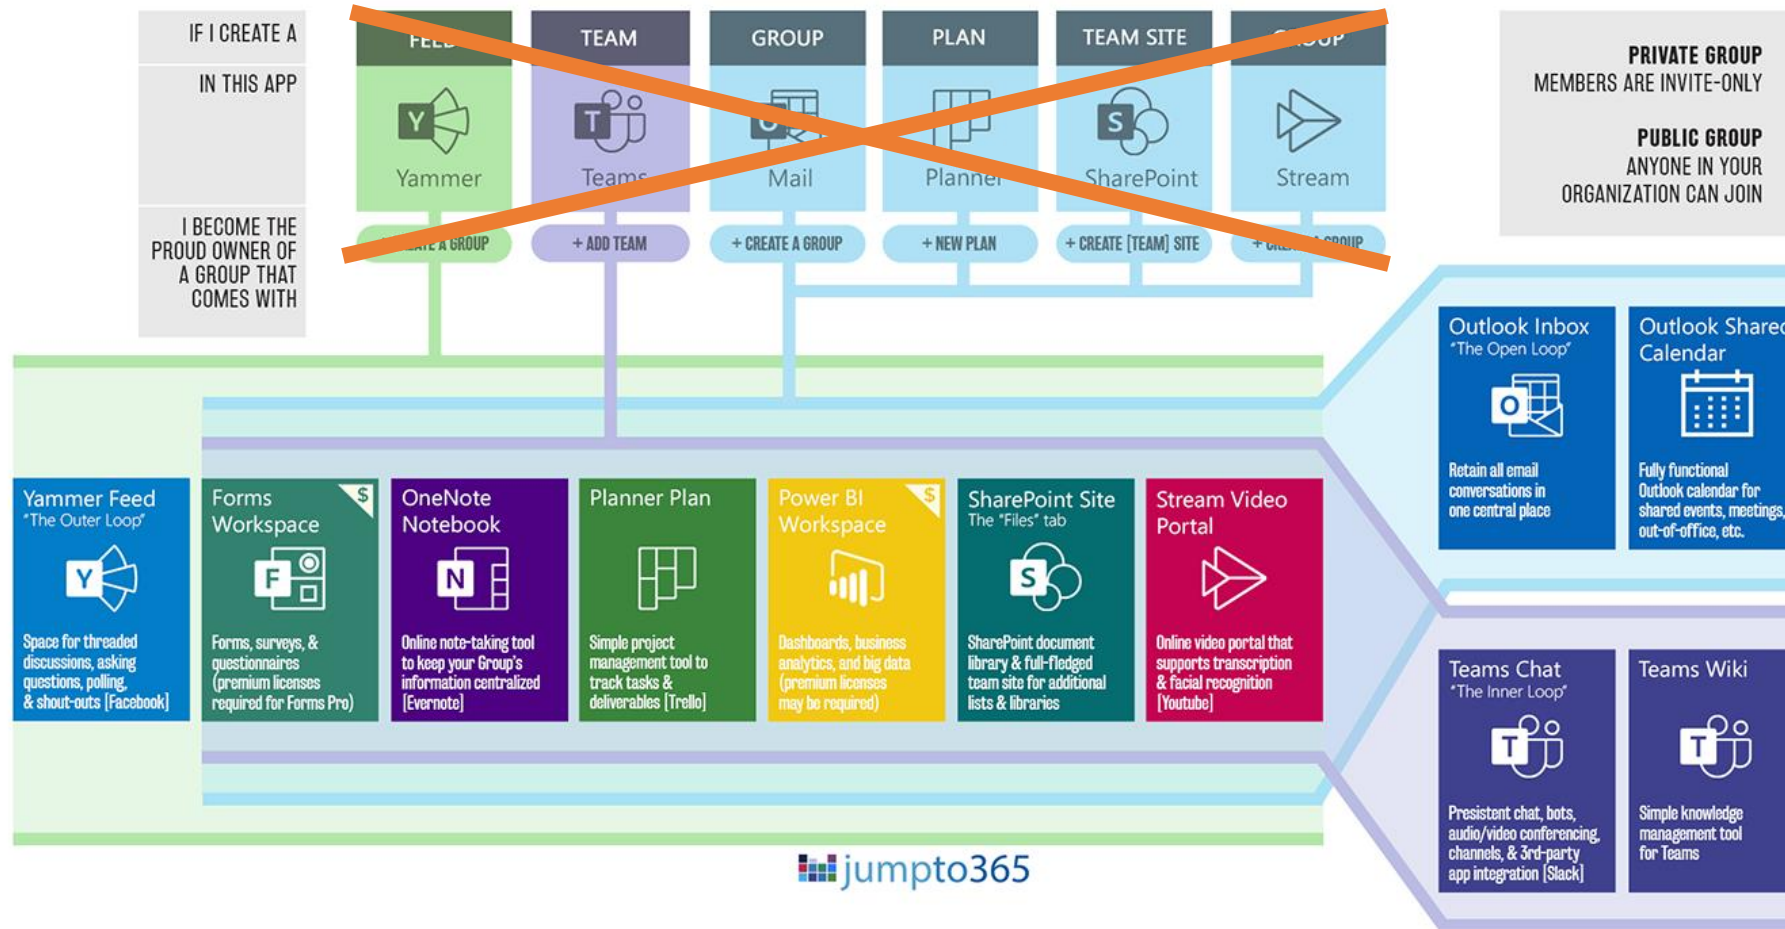 IF I CREATE A
IN THIS APP
I BECOME THE
PROUD OWNER OF
A GROUP THAT
COMES WITH
FEED
Y
Yammer
CREATE A GROUP
TEAM
T
Teams
+ ADD TEAM
GROUP
O
Mail
+ CREATE A GROUP
PLAN
Planner
+ NEW PLAN
TEAM SITE
S
SharePoint
+ CREATE [TEAM] SITE
GROUP
Stream
+ CREATE A GROUP
PRIVATE GROUP
MEMBERS ARE INVITE-ONLY
PUBLIC GROUP
ANYONE IN YOUR
ORGANIZATION CAN JOIN
Outlook Inbox
"The Open Loop"
O
Retain all email
conversations in
one central place
Outlook Shared
Calendar
Fully functional
Outlook calendar for
shared events, meetings,
out-of-office, etc.
Yammer Feed
"The Outer Loop"
Y
Space for threaded
discussions, asking
questions, polling,
& shout-outs [Facebook]
Forms
Workspace
$
F
Forms, surveys, &
questionnaires
(premium licenses
required for Forms Pro)
OneNote
Notebook
N
Online note-taking tool
to keep your Group's
information centralized
[Evernote]
Planner Plan
Simple project
management tool to
track tasks &
deliverables [Trello]
Power BI
Workspace
$
Dashboards, business
analytics, and big data
(premium licenses
may be required)
SharePoint Site
The "Files" tab
S
SharePoint document
library & full-fledged
team site for additional
lists & libraries
Stream Video
Portal
Online video portal that
supports transcription
& facial recognition
[Youtube]
Teams Chat
"The Inner Loop"
T
Presistent chat, bots,
audio/video conferencing,
channels, & 3rd-party
app integration [Slack]
Teams Wiki
T
Simple knowledge
management tool
for Teams
jumpto365